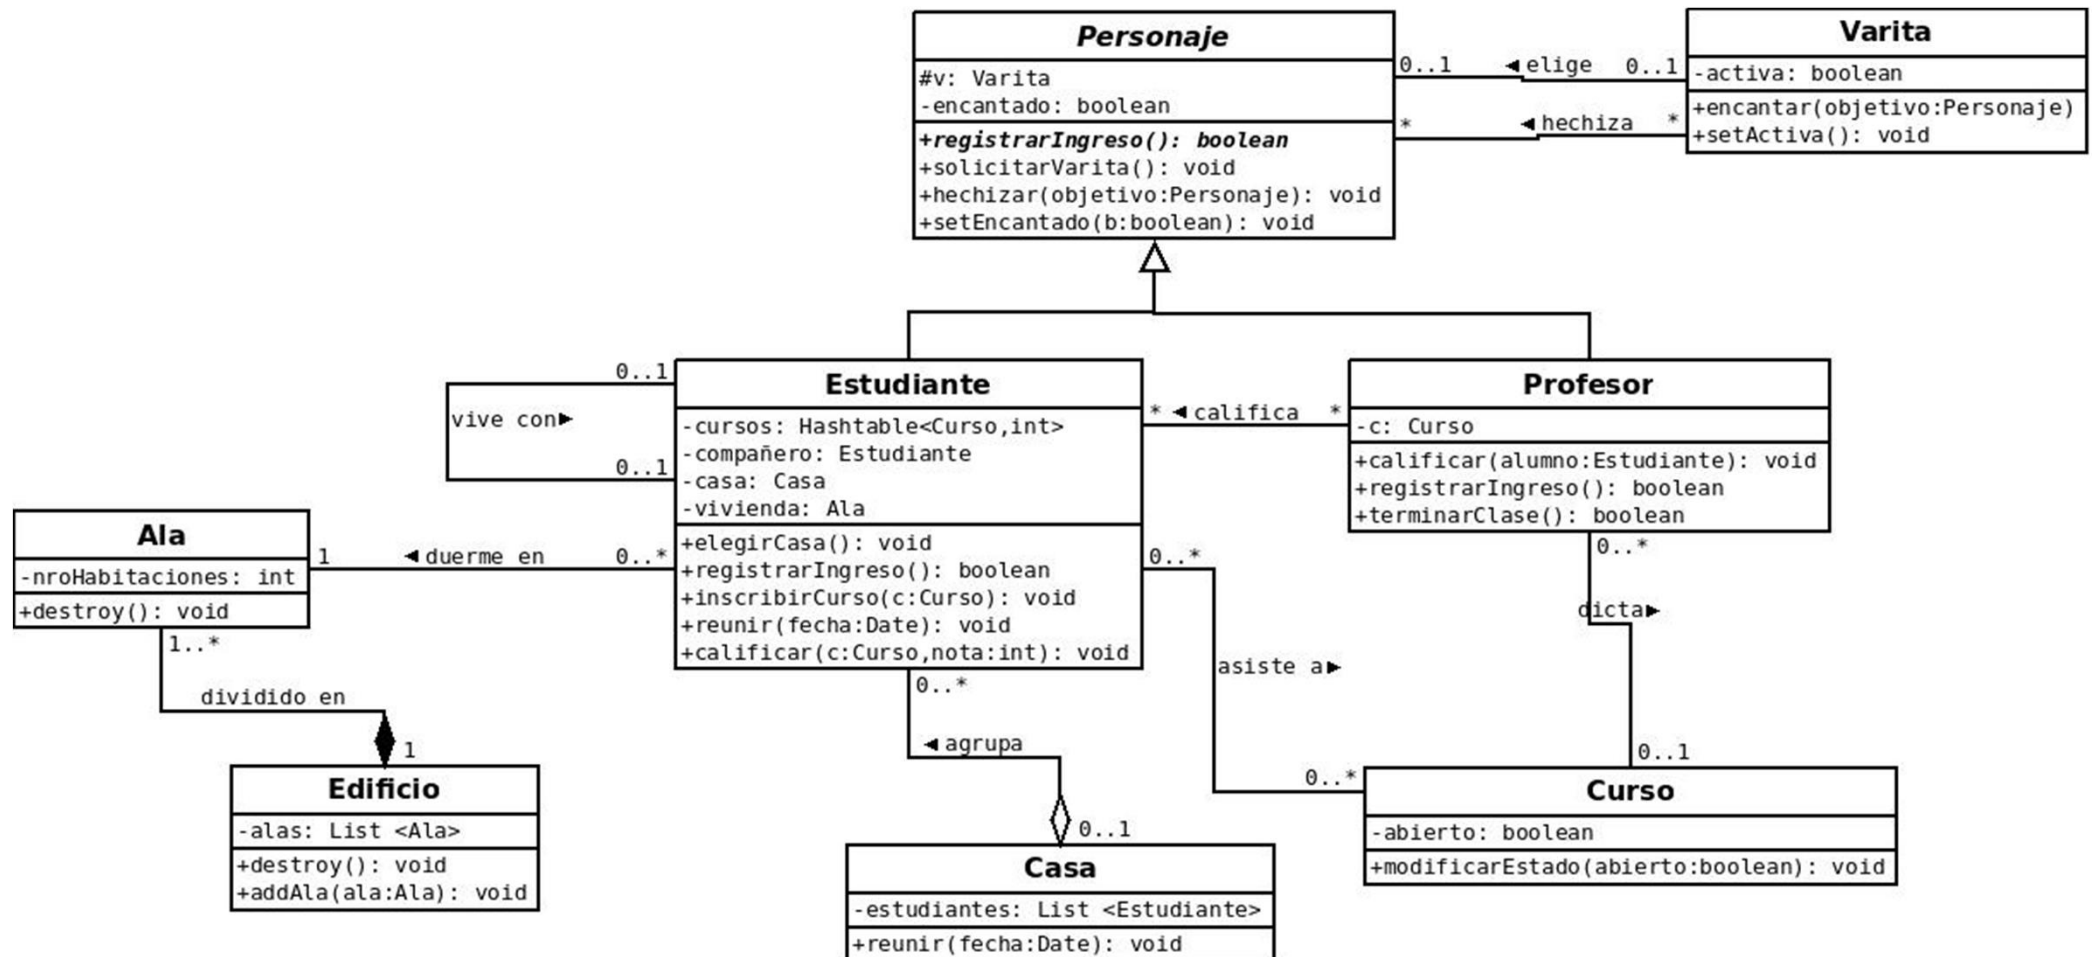 Personaje
#v: Varita
-encantado: boolean
+registrarIngreso(): boolean
+solicitarVarita(): void
+hechizar(objetivo:Personaje): void
+setEncantado(b:boolean): void
0..1 ◄ elige 0..1
* ◄ hechiza *
Varita
-activa: boolean
+encantar(objetivo:Personaje)
+setActiva(): void
0..1
vive con►
0..1
Estudiante
-cursos: Hashtable<Curso,int>
-compañero: Estudiante
-casa: Casa
-vivienda: Ala
+elegirCasa(): void
+registrarIngreso(): boolean
+inscribirCurso(c:Curso): void
+reunir(fecha:Date): void
+calificar(c:Curso,nota:int): void
* ◄ califica *
Profesor
-c: Curso
+calificar(alumno:Estudiante): void
+registrarIngreso(): boolean
+terminarClase(): boolean
Ala
-nroHabitaciones: int
+destroy(): void
1 ◄ duerme en 0..*
1..*
dividido en
1
Edificio
-alas: List <Ala>
+destroy(): void
+addAla(ala:Ala): void
0..*
◄ agrupa
0..1
Casa
-estudiantes: List <Estudiante>
+reunir(fecha:Date): void
0..*
asiste a►
0..*
0..*
dicta►
0..1
Curso
-abierto: boolean
+modificarEstado(abierto:boolean): void